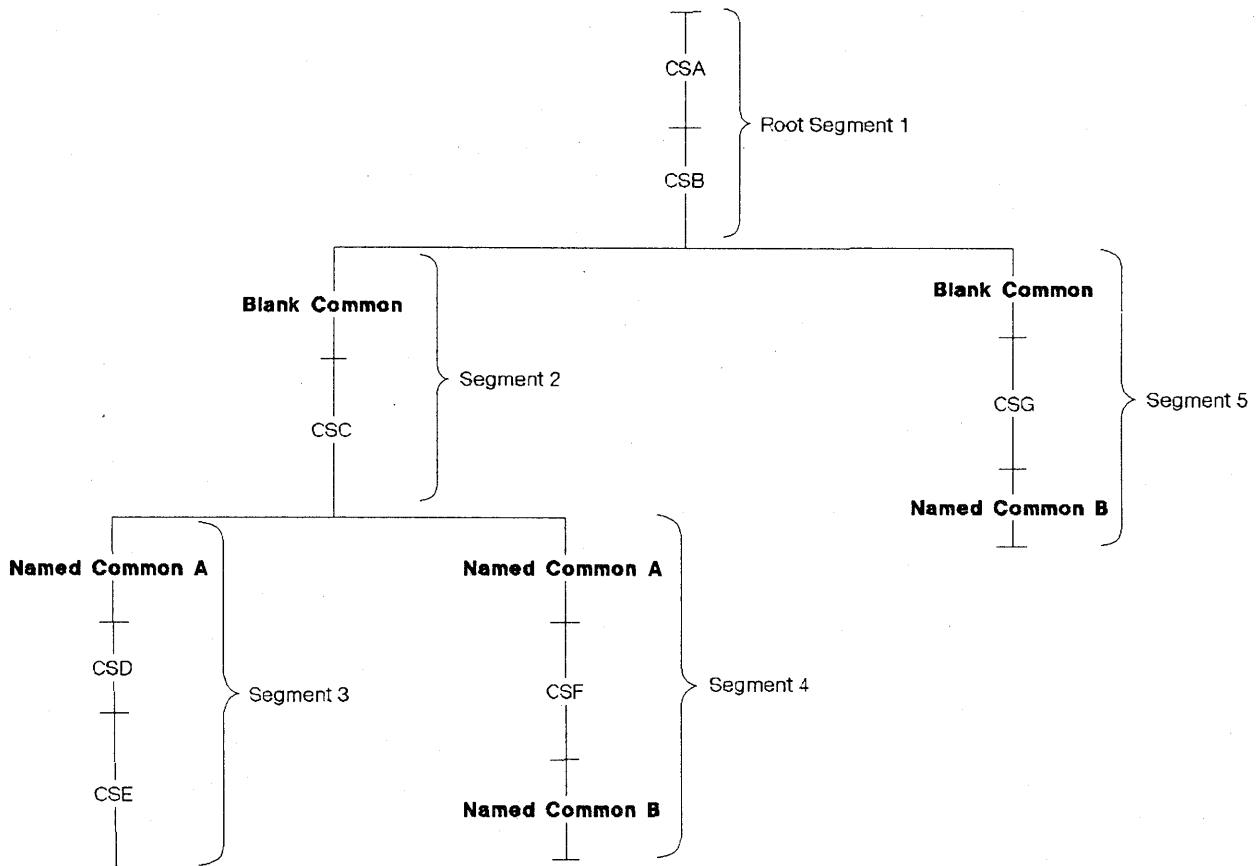 CSA
Root Segment 1
CSB
Blank Common
Segment 2
CSC
Blank Common
CSG
Segment 5
Named Common B
Named Common A
CSD
Segment 3
CSE
Named Common A
CSF
Segment 4
Named Common B